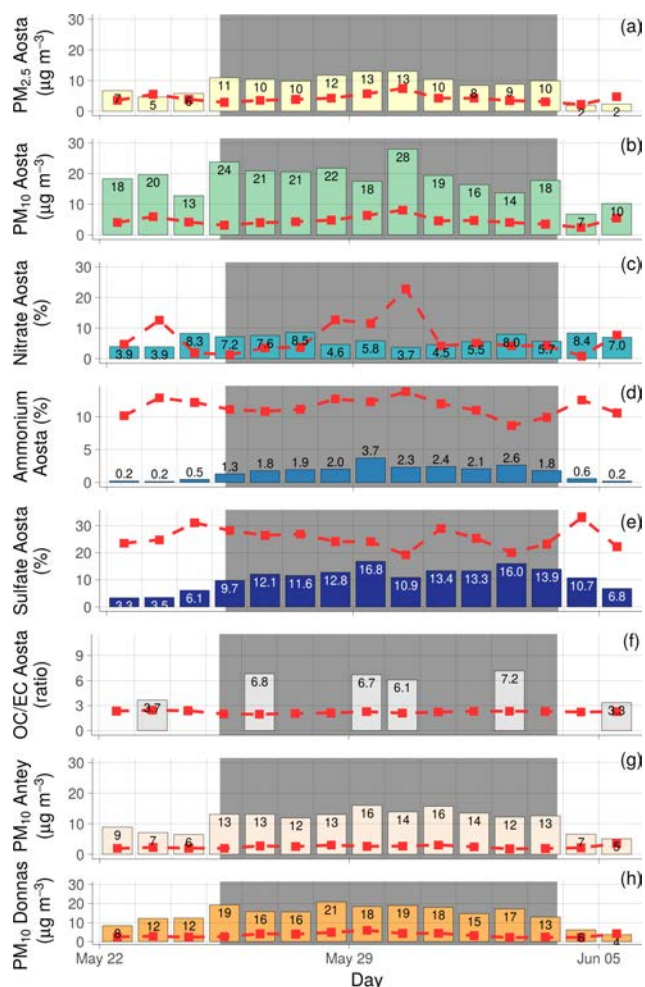 PM2.5 Aosta
(µg m⁻³)
30
20
10
0
(a)
7 5 6 11 10 10 12 13 13 10 8 9 10 2 2
PM10 Aosta
(µg m⁻³)
30
20
10
0
(b)
18 20 13 24 21 21 22 18 28 19 16 14 18 7 10
Nitrate Aosta
(%)
30
20
10
0
(c)
3.9 3.9 8.3 7.2 7.6 8.5 4.6 5.8 3.7 4.5 5.5 8.0 5.7 8.4 7.0
Ammonium
Aosta (%)
10
5
0
(d)
0.2 0.2 0.5 1.3 1.8 1.9 2.0 3.7 2.3 2.4 2.1 2.6 1.8 0.6 0.2
Sulfate Aosta
(%)
30
20
10
0
(e)
3.3 3.5 6.1 9.7 12.1 11.6 12.8 16.8 10.9 13.4 13.3 16.0 13.9 10.7 6.8
OC/EC Aosta
(ratio)
9
6
3
0
(f)
3.7 6.8 6.7 6.1 7.2 3.3
PM10 Antey
(µg m⁻³)
30
20
10
0
(g)
9 7 6 13 13 12 13 16 14 16 14 12 13 7 5
PM10 Donnas
(µg m⁻³)
30
20
10
0
(h)
8 12 12 19 16 16 21 18 19 18 15 17 13 6 4
May 22 May 29 Jun 05
Day